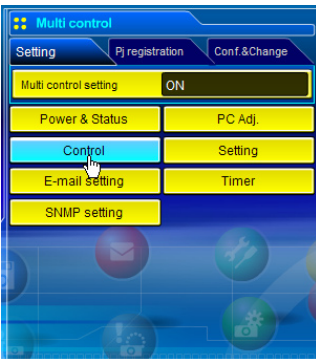 Multi control
Setting Pj registration Conf.&Change
Multi control setting ON
Power & Status PC Adj.
Control Setting
E-mail setting Timer
SNMP setting